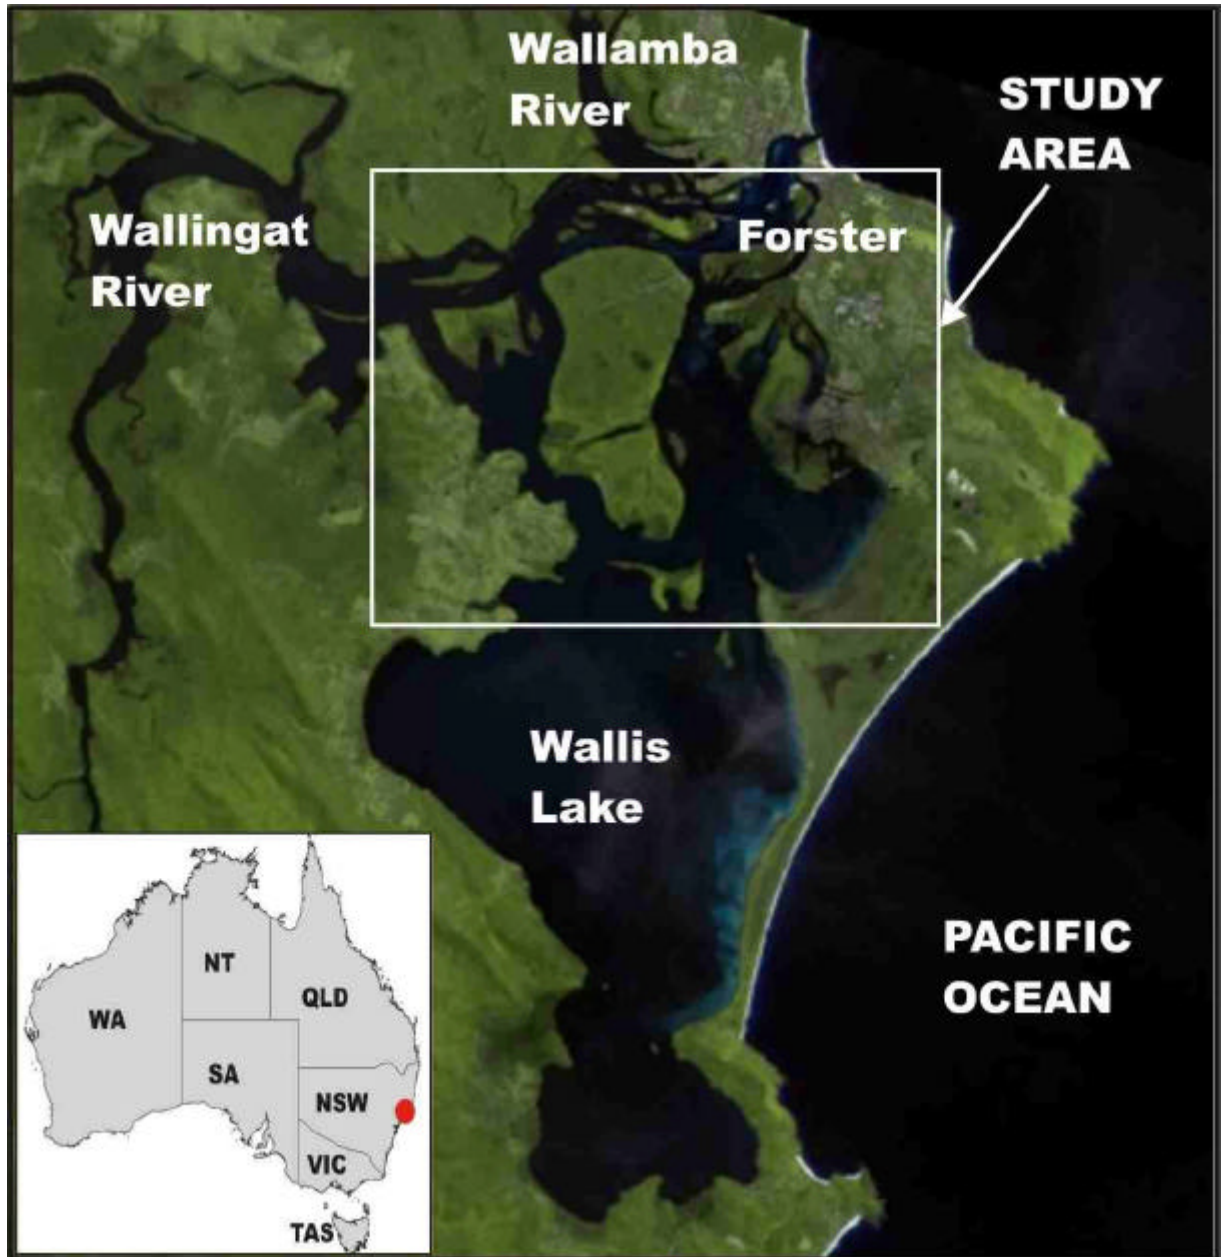 Wallamba
River
STUDY
AREA
Wallingat
River
Forster
Wallis
Lake
PACIFIC
OCEAN
NT
QLD
WA
SA
NSW
VIC
TAS